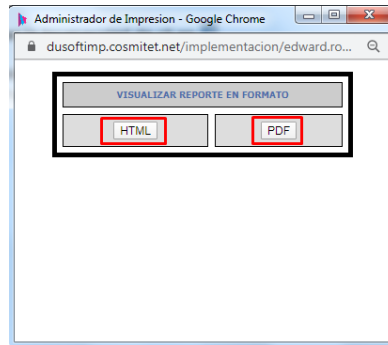 Administrador de Impresion - Google Chrome
dusoftimp.cosmitet.net/implementacion/edward.ro...
VISUALIZAR REPORTE EN FORMATO
HTML PDF